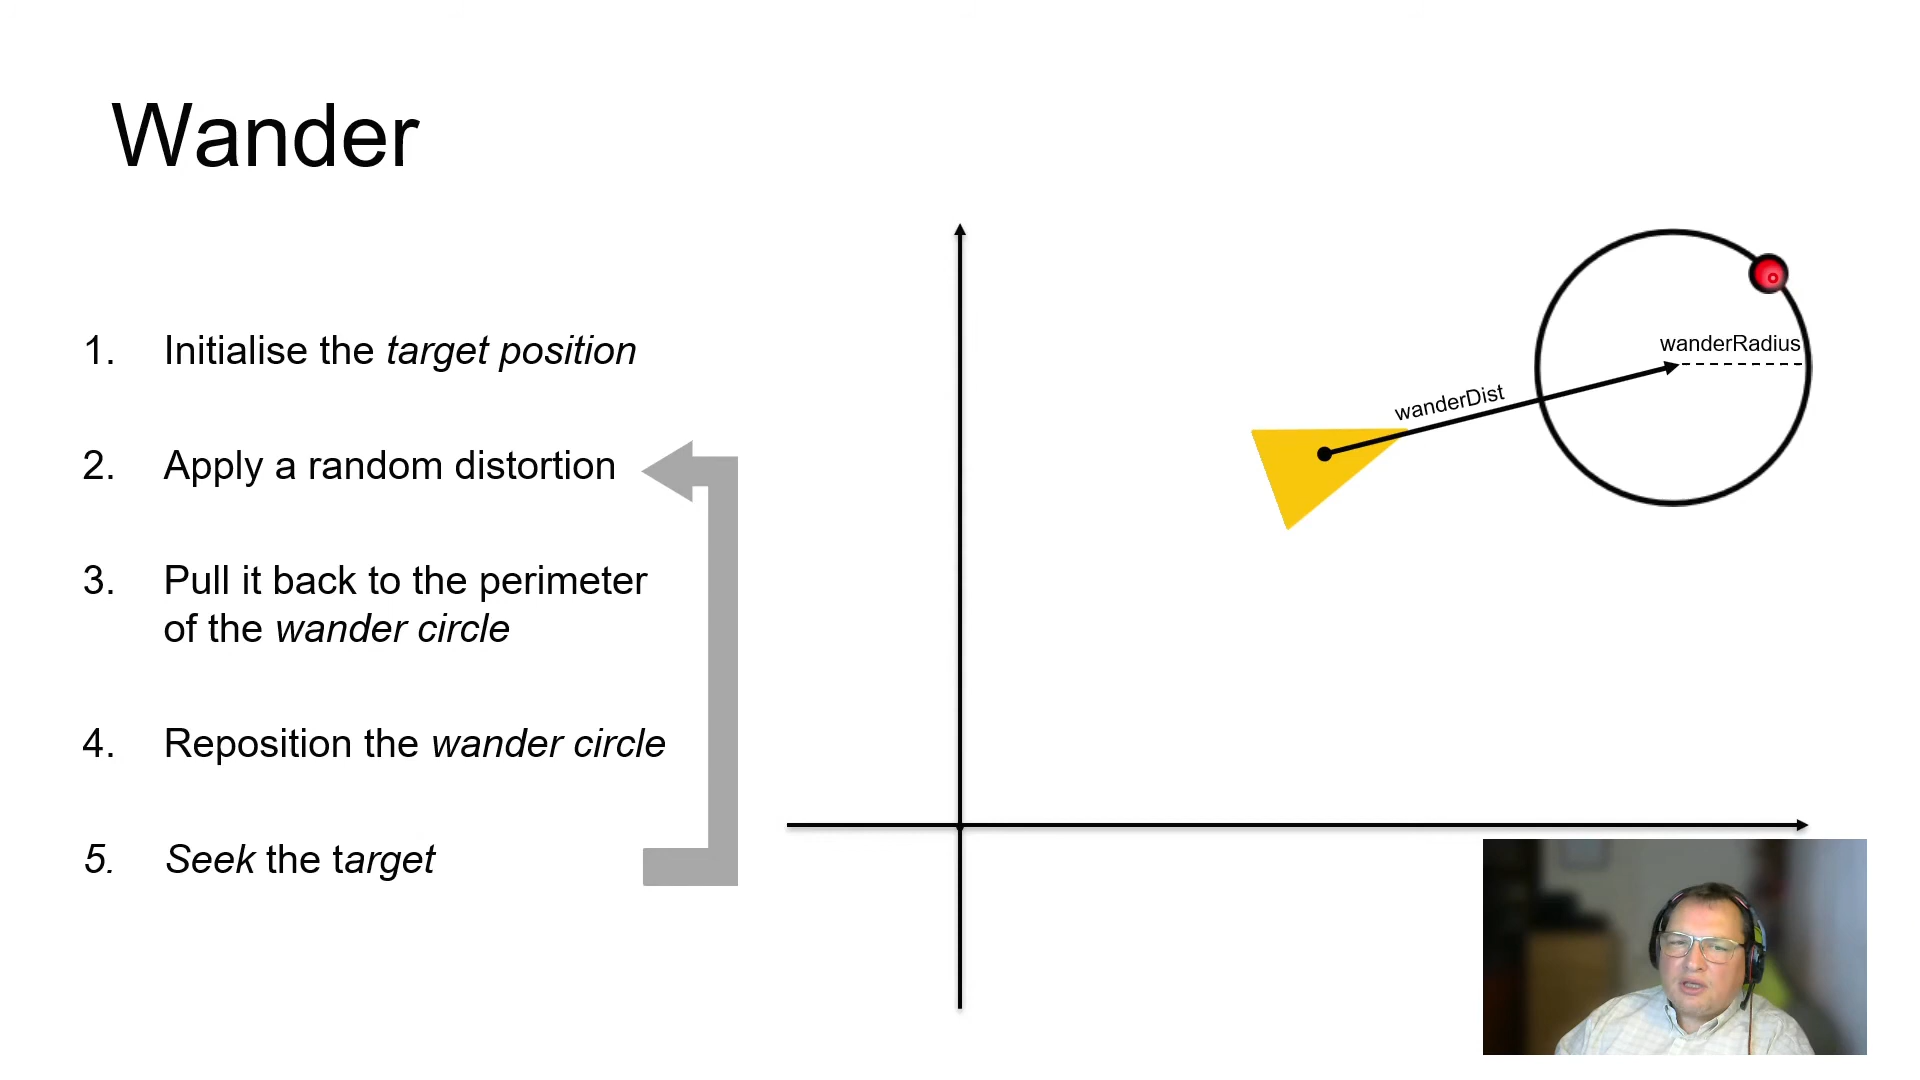 Wander
1. Initialise the target position
2. Apply a random distortion
3. Pull it back to the perimeter
of the wander circle
4. Reposition the wander circle
5. Seek the target
wanderDist
wanderRadius